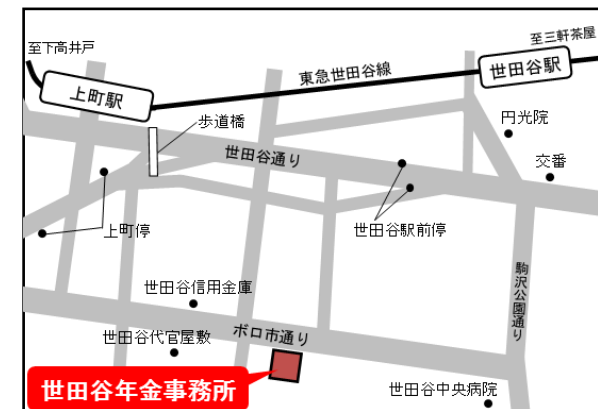 至下高井戸
至三軒茶屋
世田谷駅
東急世田谷線
上町駅
歩道橋
円光院
世田谷通り
交番
上町停
世田谷駅前停
駒沢公園通り
世田谷信用金庫
ボロ市通り
世田谷代官屋敷
世田谷年金事務所
世田谷中央病院